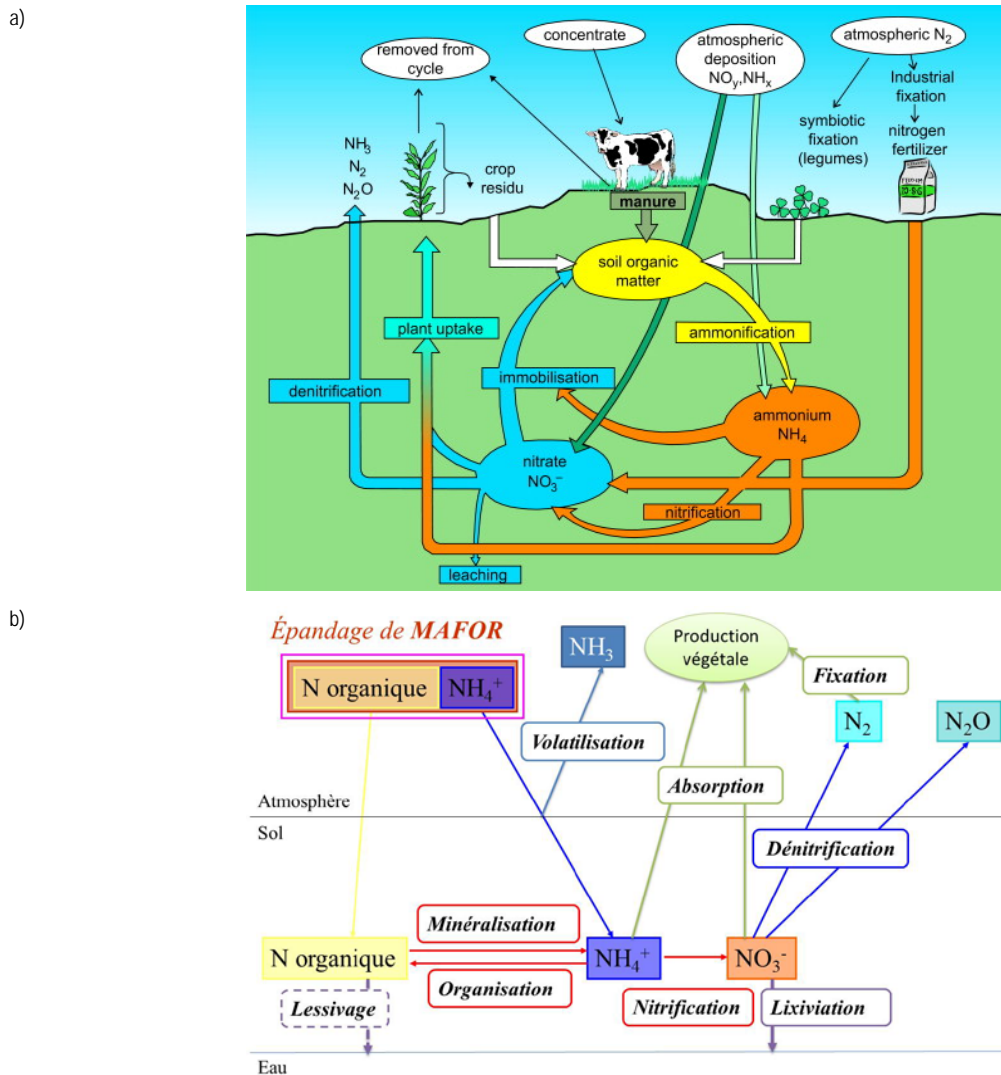 a)
removed from
cycle
concentrate
atmospheric
deposition
NOy,NHx
atmospheric N2
Industrial
fixation
symbiotic
fixation
(legumes)
nitrogen
fertilizer
NH3
N2
N2O
crop
residu
manure
soil organic
matter
ammonification
plant uptake
immobilisation
denitrification
ammonium
NH4
nitrate
NO3−
nitrification
leaching
b)
Épandage de MAFOR
N organique
NH4+
NH3
Production
végétale
Fixation
N2
N2O
Volatilisation
Absorption
Atmosphère
Sol
Dénitrification
Minéralisation
N organique
NH4+
NO3-
Organisation
Lessivage
Nitrification
Lixiviation
Eau